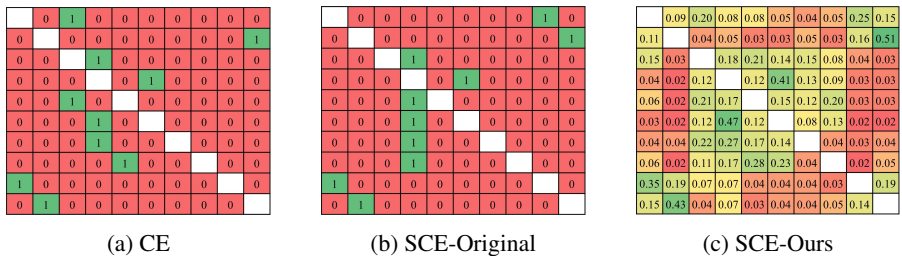 0 1 0 0 0 0 0 0 0
0 0 0 0 0 0 0 0 1
0 0 1 0 0 0 0 0 0
0 0 0 0 1 0 0 0 0
0 0 1 0 0 0 0 0 0
0 0 0 1 0 0 0 0 0
0 0 0 1 0 0 0 0 0
0 0 0 0 1 0 0 0 0
1 0 0 0 0 0 0 0 0
0 1 0 0 0 0 0 0 0
(a) CE
0 0 0 0 0 0 0 1 0
0 0 0 0 0 0 0 0 1
0 0 1 0 0 0 0 0 0
0 0 0 0 1 0 0 0 0
0 0 0 1 0 0 0 0 0
0 0 0 1 0 0 0 0 0
0 0 0 1 0 0 0 0 0
0 0 0 1 0 0 0 0 0
1 0 0 0 0 0 0 0 0
0 1 0 0 0 0 0 0 0
(b) SCE-Original
0.09 0.20 0.08 0.08 0.05 0.04 0.05 0.25 0.15
0.11 0.04 0.05 0.03 0.03 0.05 0.03 0.16 0.51
0.15 0.03 0.18 0.21 0.14 0.15 0.08 0.04 0.03
0.04 0.02 0.12 0.12 0.41 0.13 0.09 0.03 0.03
0.06 0.02 0.21 0.17 0.15 0.12 0.20 0.03 0.03
0.03 0.02 0.12 0.47 0.12 0.08 0.13 0.02 0.02
0.04 0.04 0.22 0.27 0.17 0.14 0.04 0.03 0.04
0.06 0.02 0.11 0.17 0.28 0.23 0.04 0.02 0.05
0.35 0.19 0.07 0.07 0.04 0.04 0.04 0.03 0.19
0.15 0.43 0.04 0.07 0.03 0.04 0.04 0.05 0.14
(c) SCE-Ours